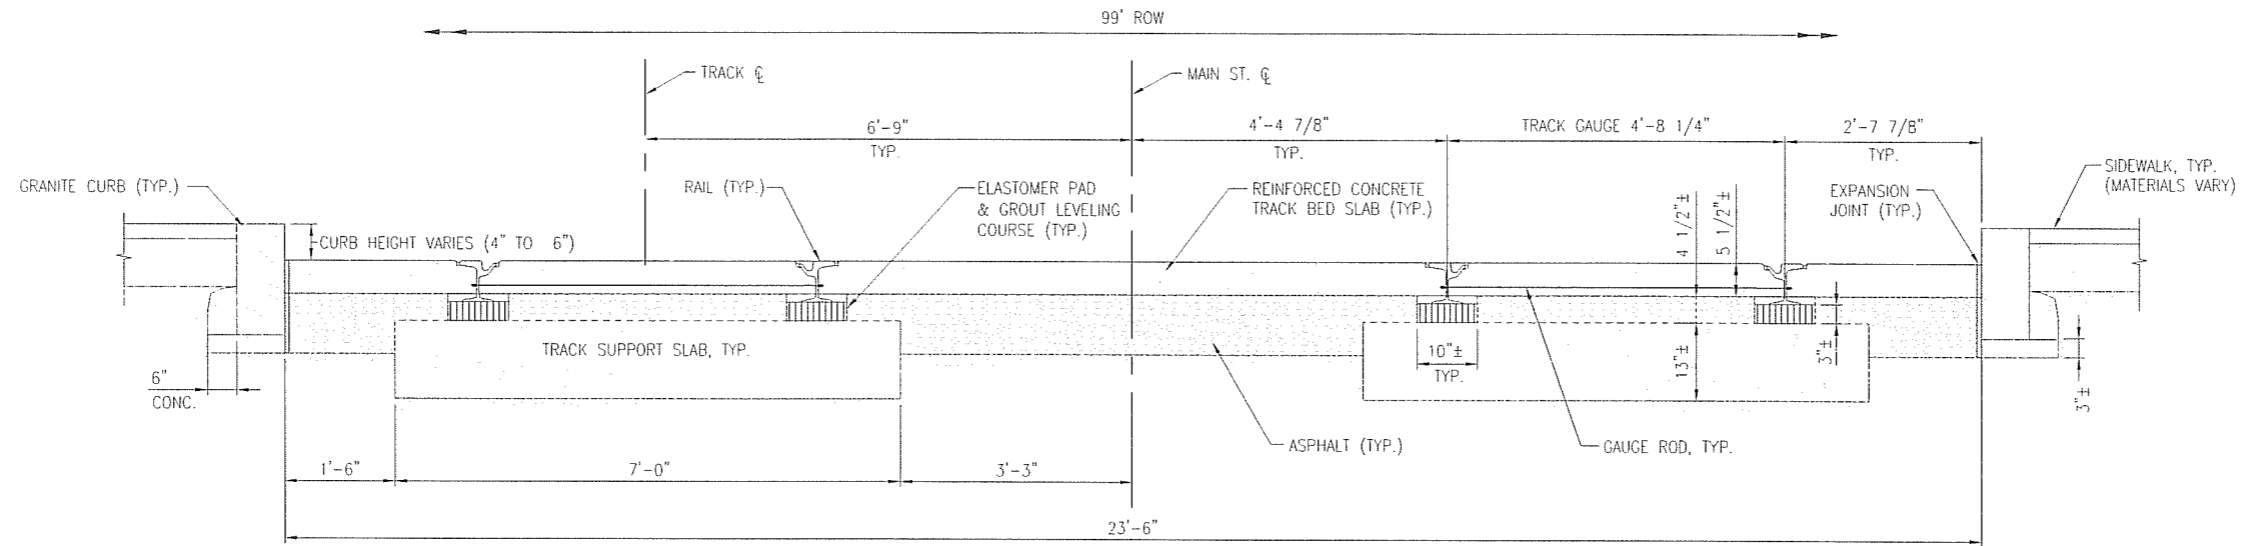 99' ROW
TRACK ℄
MAIN ST. ℄
6'-9"
TYP.
4'-4 7/8"
TYP.
TRACK GAUGE 4'-8 1/4"
2'-7 7/8"
TYP.
GRANITE CURB (TYP.)
RAIL (TYP.)
ELASTOMER PAD
& GROUT LEVELING
COURSE (TYP.)
REINFORCED CONCRETE
TRACK BED SLAB (TYP.)
EXPANSION
JOINT (TYP.)
SIDEWALK, TYP.
(MATERIALS VARY)
CURB HEIGHT VARIES (4" TO 6")
4 1/2"±
5 1/2"±
TRACK SUPPORT SLAB, TYP.
10"±
TYP.
13"±
3"±
6"
CONC.
3"±
ASPHALT (TYP.)
GAUGE ROD, TYP.
1'-6"
7'-0"
3'-3"
23'-6"